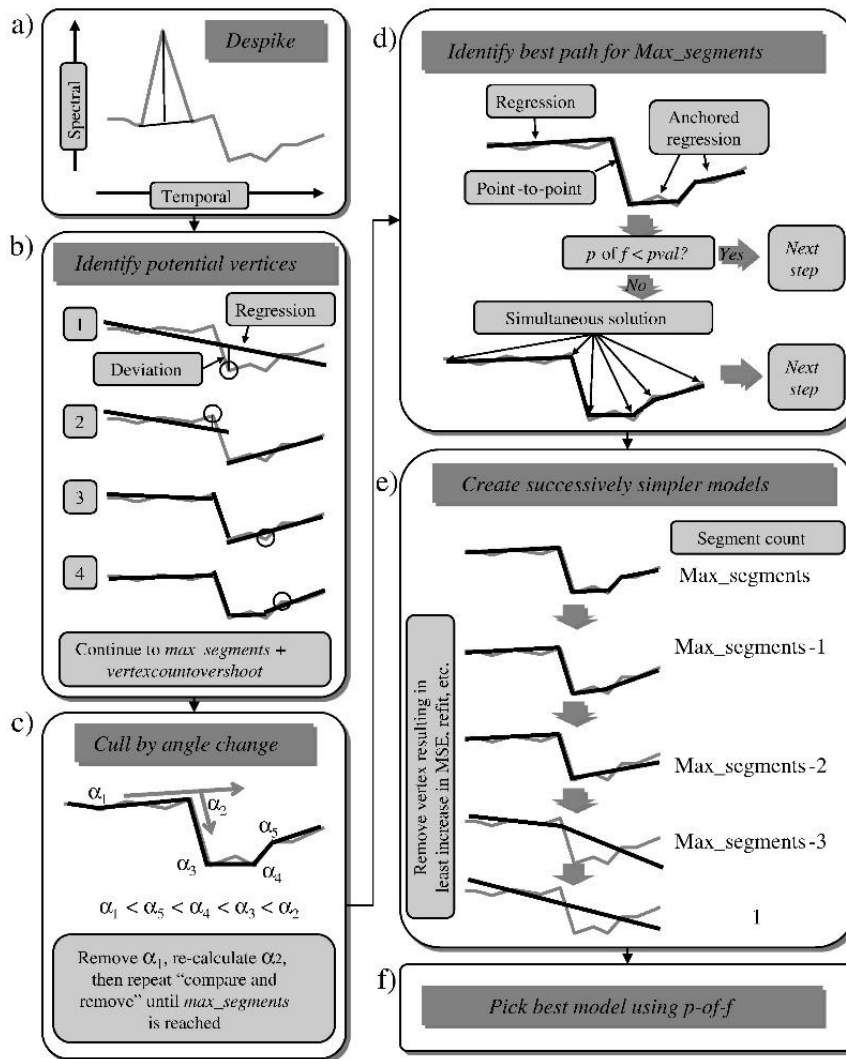 a)
Despike
Spectral
Temporal
b)
Identify potential vertices
1
Regression
Deviation
2
3
4
Continue to max_segments +
vertexcountovershoot
c)
Cull by angle change
α1
α2
α3
α4
α5
α1 < α5 < α4 < α3 < α2
Remove α1, re-calculate α2,
then repeat “compare and
remove” until max_segments
is reached
d)
Identify best path for Max_segments
Regression
Anchored
regression
Point-to-point
p of f < pval?
Yes
Next
step
No
Simultaneous solution
Next
step
e)
Create successively simpler models
Segment count
Max_segments
Max_segments-1
Max_segments-2
Max_segments-3
1
Remove vertex resulting in
least increase in MSE, refit, etc.
f)
Pick best model using p-of-f